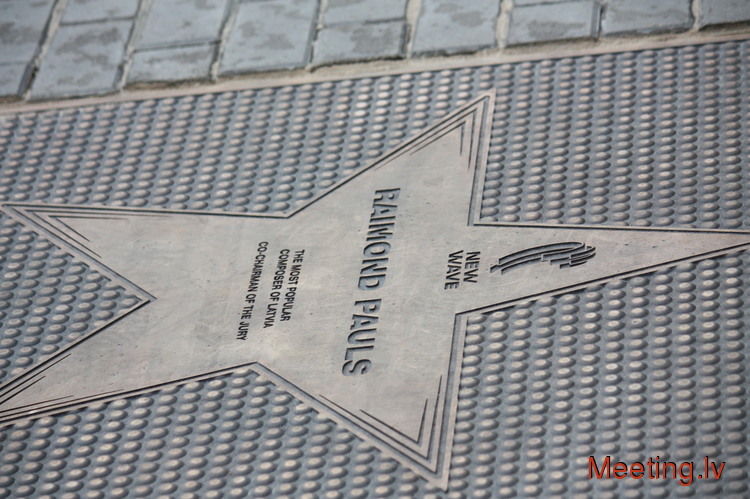 NEW
WAVE
RAIMOND PAULS
THE MOST POPULAR
COMPOSER OF LATVIA
CO-CHAIRMAN OF THE JURY
Meeting.lv